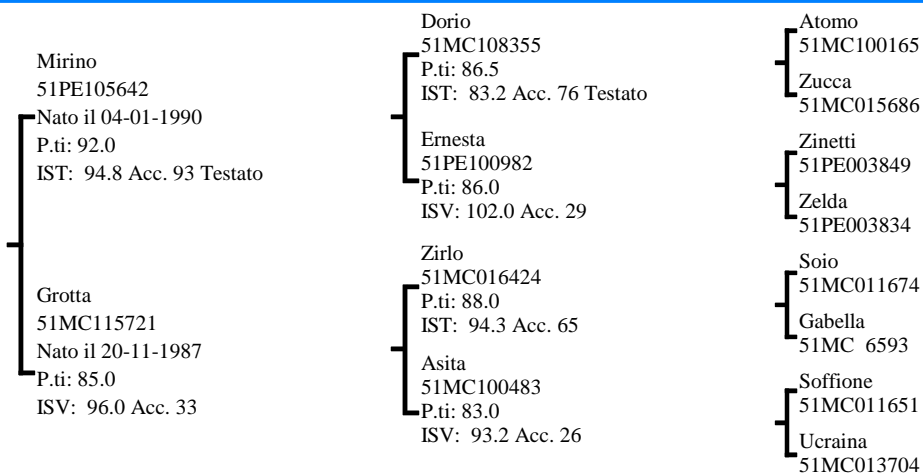 Mirino
51PE105642
Nato il 04-01-1990
P.ti: 92.0
IST: 94.8 Acc. 93 Testato
Grotta
51MC115721
Nato il 20-11-1987
P.ti: 85.0
ISV: 96.0 Acc. 33
Dorio
51MC108355
P.ti: 86.5
IST: 83.2 Acc. 76 Testato
Ernesta
51PE100982
P.ti: 86.0
ISV: 102.0 Acc. 29
Zirlo
51MC016424
P.ti: 88.0
IST: 94.3 Acc. 65
Asita
51MC100483
P.ti: 83.0
ISV: 93.2 Acc. 26
Atomo
51MC100165
Zucca
51MC015686
Zinetti
51PE003849
Zelda
51PE003834
Soio
51MC011674
Gabella
51MC 6593
Soffione
51MC011651
Ucraina
51MC013704